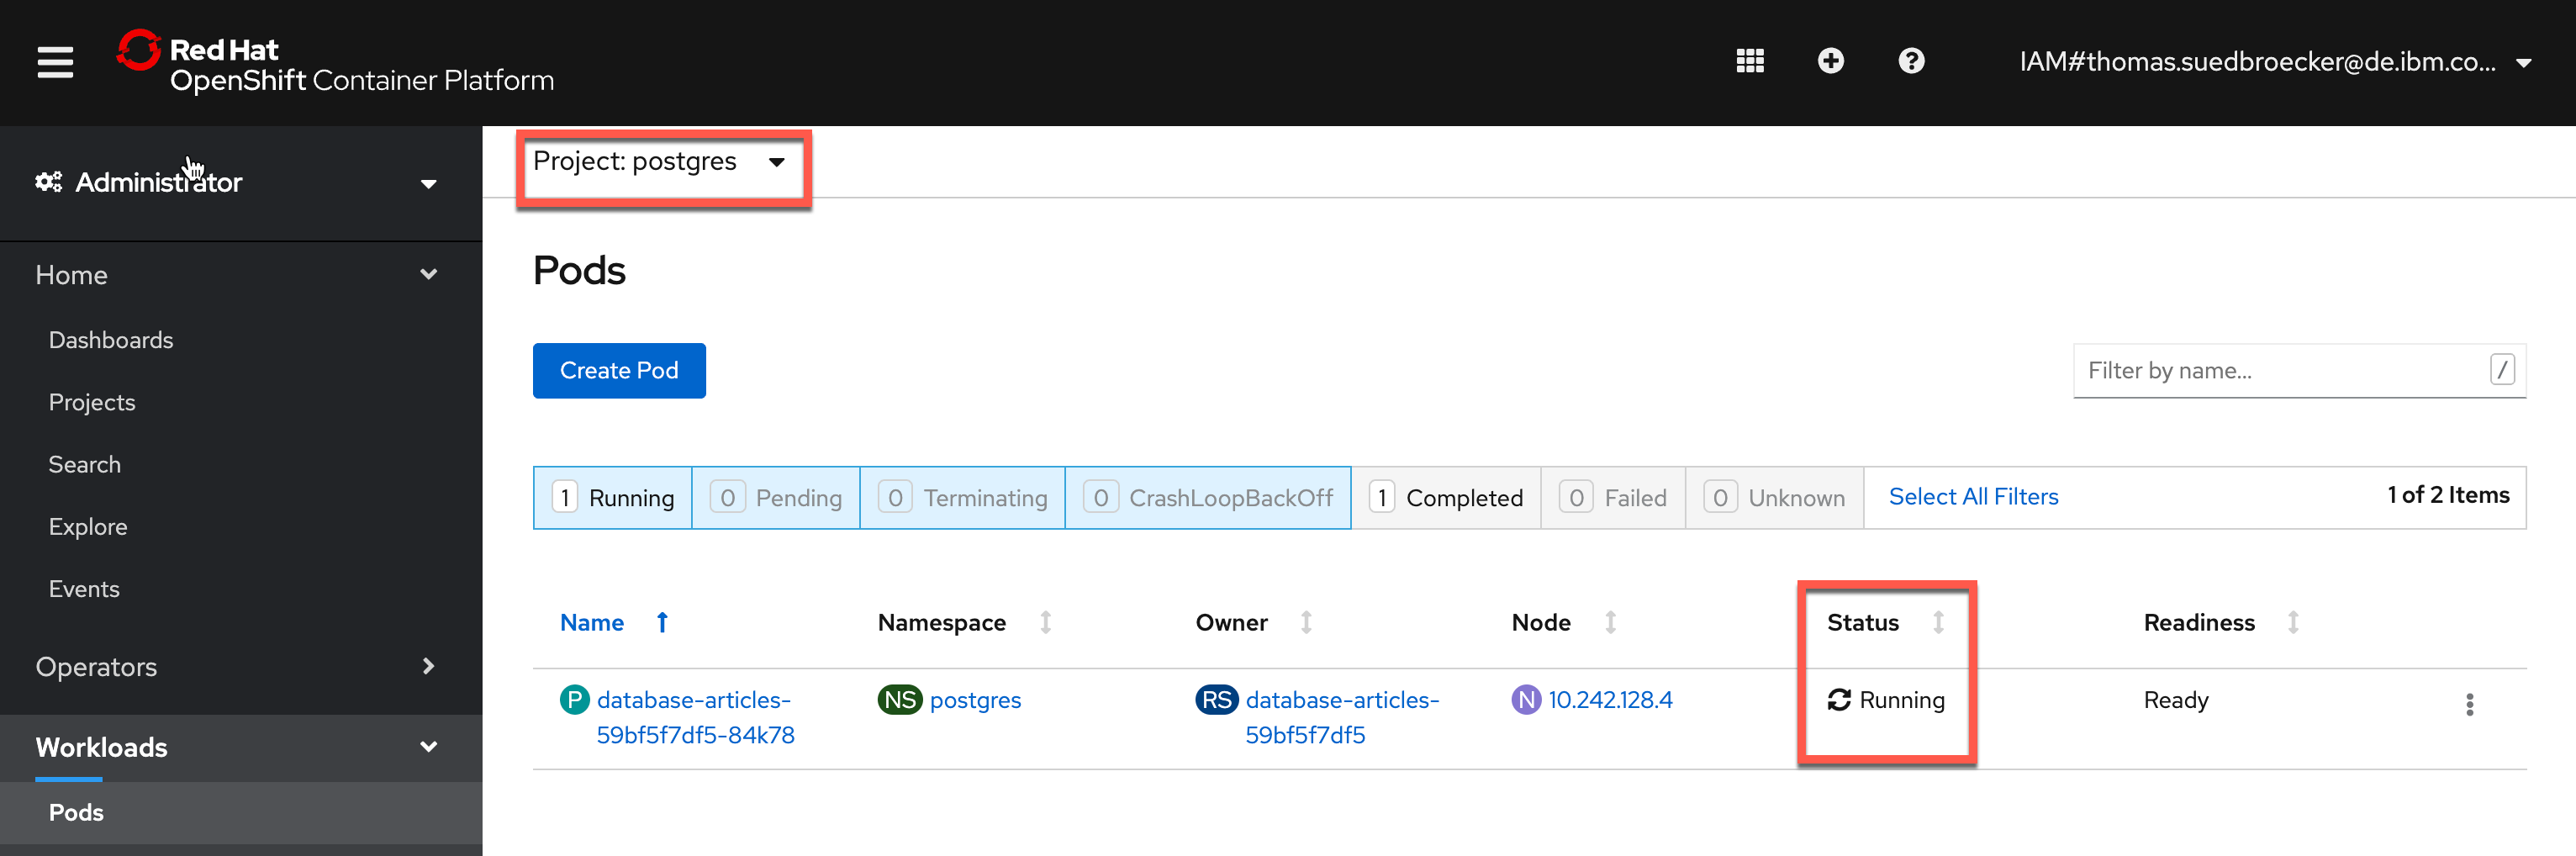 Red Hat
OpenShift Container Platform
IAM#thomas.suedbroecker@de.ibm.co...
Administrator
Home
Dashboards
Projects
Search
Explore
Events
Operators
Workloads
Pods
Project: postgres
Pods
Create Pod
Filter by name...
/
1 Running 0 Pending 0 Terminating 0 CrashLoopBackOff 1 Completed 0 Failed 0 Unknown Select All Filters 1 of 2 Items
Name Namespace Owner Node Status Readiness
P database-articles- NS postgres RS database-articles- N 10.242.128.4 Running Ready
59bf5f7df5-84k78 59bf5f7df5